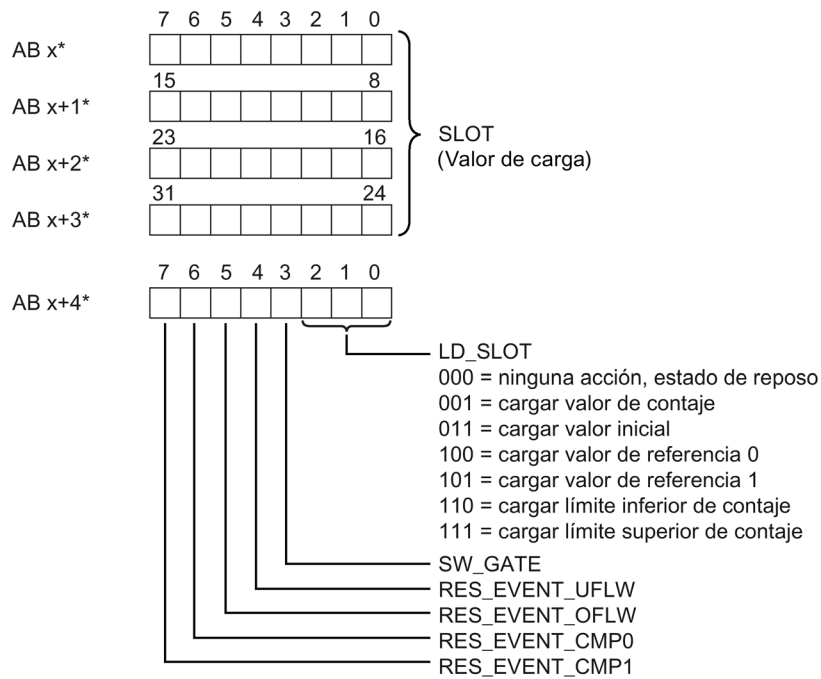 7 6 5 4 3 2 1 0
AB x*
15 8
AB x+1*
SLOT
(Valor de carga)
23 16
AB x+2*
31 24
AB x+3*
7 6 5 4 3 2 1 0
AB x+4*
LD_SLOT
000 = ninguna acción, estado de reposo
001 = cargar valor de contaje
011 = cargar valor inicial
100 = cargar valor de referencia 0
101 = cargar valor de referencia 1
110 = cargar límite inferior de contaje
111 = cargar límite superior de contaje
SW_GATE
RES_EVENT_UFLW
RES_EVENT_OFLW
RES_EVENT_CMP0
RES_EVENT_CMP1